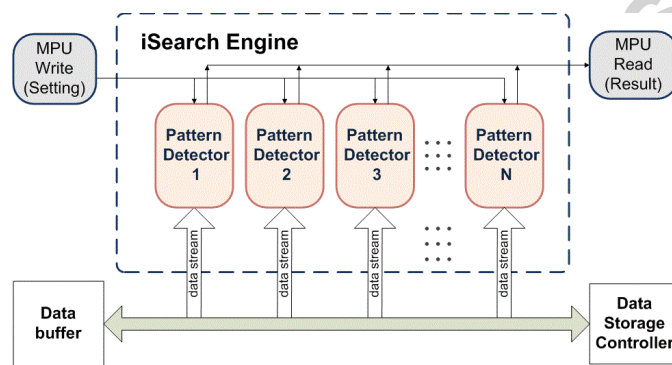 iSearch Engine
MPU
Write
(Setting)
MPU
Read
(Result)
Pattern
Detector
1
Pattern
Detector
2
Pattern
Detector
3
Pattern
Detector
N
data stream
data stream
data stream
data stream
Data
buffer
Data
Storage
Controller